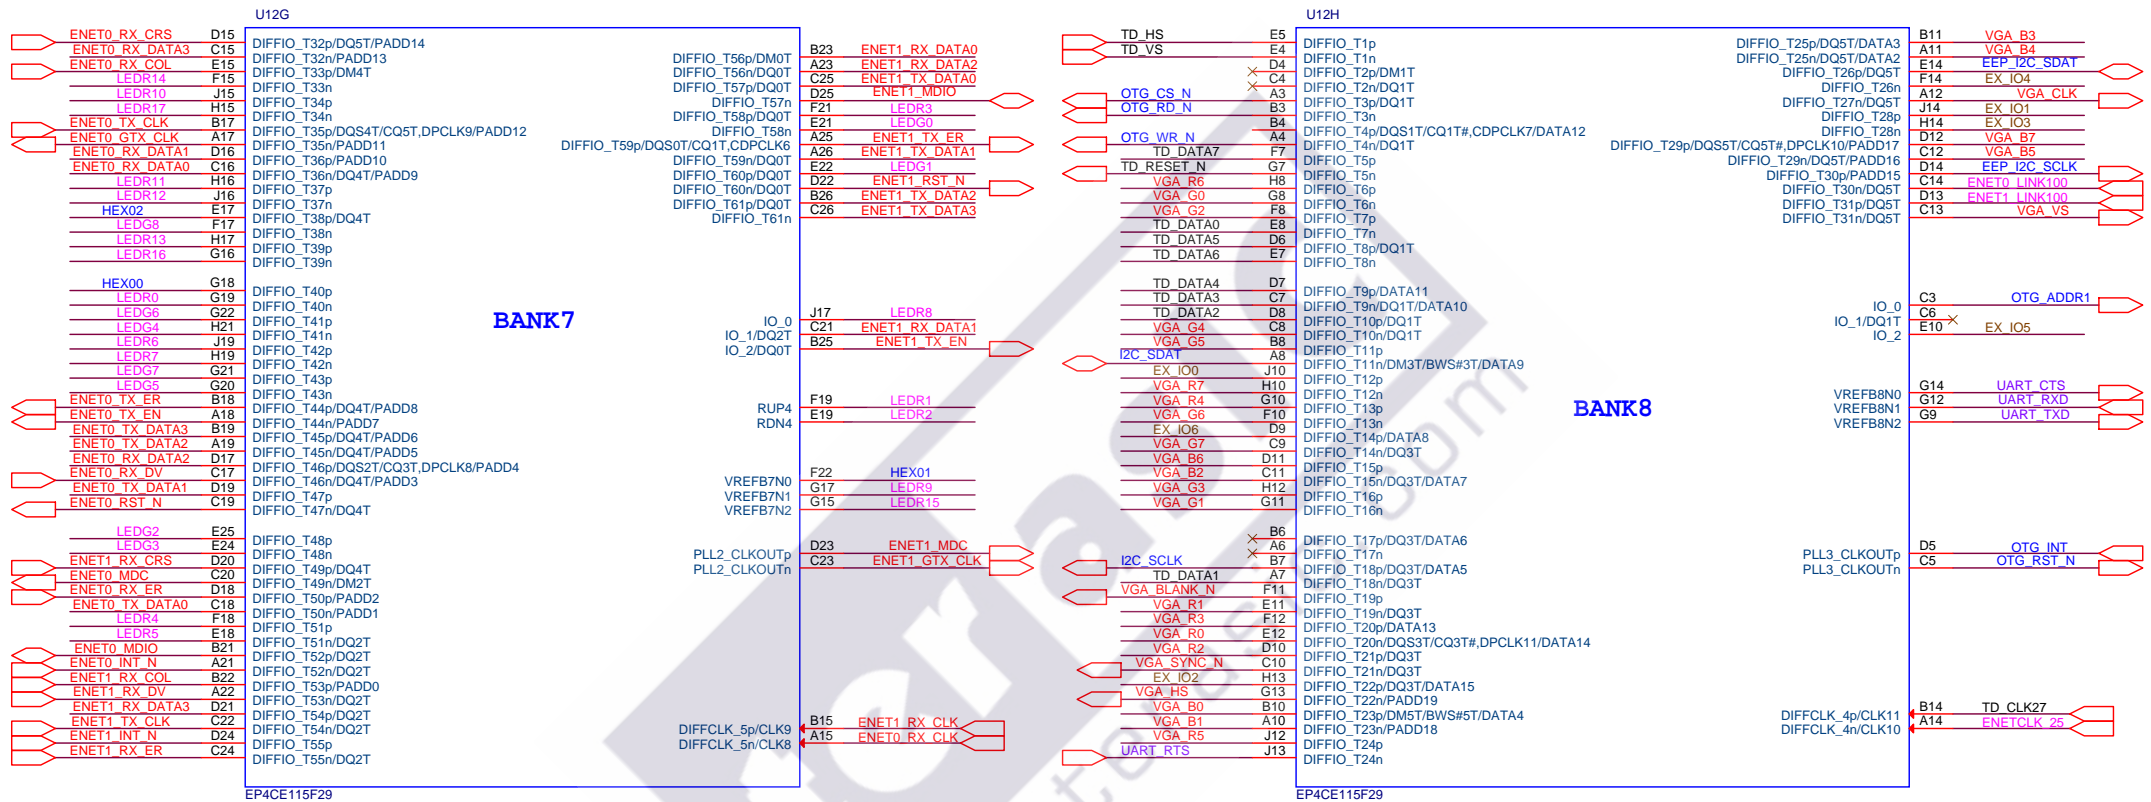 U12G
ENET0_RX_CRS D15 DIFFIO_T32p/DQ5T/PADD14
ENET0_RX_DATA3 C15 DIFFIO_T32n/PADD13
ENET0_RX_COL E15 DIFFIO_T33p/DM4T
LEDR14 F15 DIFFIO_T33n
LEDR10 J15 DIFFIO_T34p
LEDR17 H15 DIFFIO_T34n
ENET0_TX_CLK B17 DIFFIO_T35p/DQS4T/CQ5T,DPCLK9/PADD12
ENET0_GTX_CLK A17 DIFFIO_T35n/PADD11
ENET0_RX_DATA1 D16 DIFFIO_T36p/PADD10
ENET0_RX_DATA0 C16 DIFFIO_T36n/DQ4T/PADD9
LEDR11 H16 DIFFIO_T37p
LEDR12 J16 DIFFIO_T37n
HEX02 E17 DIFFIO_T38p/DQ4T
LEDG8 F17 DIFFIO_T38n
LEDR13 H17 DIFFIO_T39p
LEDR16 G16 DIFFIO_T39n
HEX00 G18 DIFFIO_T40p
LEDR0 G19 DIFFIO_T40n
LEDG6 G22 DIFFIO_T41p
LEDG4 H21 DIFFIO_T41n
LEDR6 J19 DIFFIO_T42p
LEDR7 H19 DIFFIO_T42n
LEDG7 G21 DIFFIO_T43p
LEDG5 G20 DIFFIO_T43n
ENET0_TX_ER B18 DIFFIO_T44p/DQ4T/PADD8
ENET0_TX_EN A18 DIFFIO_T44n/PADD7
ENET0_TX_DATA3 B19 DIFFIO_T45p/DQ4T/PADD6
ENET0_TX_DATA2 A19 DIFFIO_T45n/DQ4T/PADD5
ENET0_RX_DATA2 D17 DIFFIO_T46p/DQS2T/CQ3T,DPCLK8/PADD4
ENET0_RX_DV C17 DIFFIO_T46n/DQ4T/PADD3
ENET0_TX_DATA1 D19 DIFFIO_T47p
ENET0_RST_N C19 DIFFIO_T47n/DQ4T
LEDG2 E25 DIFFIO_T48p
LEDG3 E24 DIFFIO_T48n
ENET1_RX_CRS D20 DIFFIO_T49p/DQ4T
ENET0_MDC C20 DIFFIO_T49n/DM2T
ENET0_RX_ER D18 DIFFIO_T50p/PADD2
ENET0_TX_DATA0 C18 DIFFIO_T50n/PADD1
LEDR4 F18 DIFFIO_T51p
LEDR5 E18 DIFFIO_T51n/DQ2T
ENET0_MDIO B21 DIFFIO_T52p/DQ2T
ENET0_INT_N A21 DIFFIO_T52n/DQ2T
ENET1_RX_COL B22 DIFFIO_T53p/PADD0
ENET1_RX_DV A22 DIFFIO_T53n/DQ2T
ENET1_RX_DATA3 D21 DIFFIO_T54p/DQ2T
ENET1_TX_CLK C22 DIFFIO_T54n/DQ2T
ENET1_INT_N D24 DIFFIO_T55p
ENET1_RX_ER C24 DIFFIO_T55n/DQ2T
BANK7
DIFFIO_T56p/DM0T B23 ENET1_RX_DATA0
DIFFIO_T56n/DQ0T A23 ENET1_RX_DATA2
DIFFIO_T57p/DQ0T C25 ENET1_TX_DATA0
DIFFIO_T57n D25 ENET1_MDIO
DIFFIO_T58p/DQ0T F21 LEDR3
DIFFIO_T58n E21 LEDG0
DIFFIO_T59p/DQS0T/CQ1T,CDPCLK6 A25 ENET1_TX_ER
DIFFIO_T59n/DQ0T A26 ENET1_TX_DATA1
DIFFIO_T60p/DQ0T E22 LEDG1
DIFFIO_T60n/DQ0T D22 ENET1_RST_N
DIFFIO_T61p/DQ0T B26 ENET1_TX_DATA2
DIFFIO_T61n C26 ENET1_TX_DATA3
IO_0 J17 LEDR8
IO_1/DQ2T C21 ENET1_RX_DATA1
IO_2/DQ0T B25 ENET1_TX_EN
RUP4 F19 LEDR1
RDN4 E19 LEDR2
VREFB7N0 F22 HEX01
VREFB7N1 G17 LEDR9
VREFB7N2 G15 LEDR15
PLL2_CLKOUTp D23 ENET1_MDC
PLL2_CLKOUTn C23 ENET1_GTX_CLK
DIFFCLK_5p/CLK9 B15 ENET1_RX_CLK
DIFFCLK_5n/CLK8 A15 ENET0_RX_CLK
EP4CE115F29
U12H
TD_HS E5 DIFFIO_T1p
TD_VS E4 DIFFIO_T1n
D4 DIFFIO_T2p/DM1T
C4 DIFFIO_T2n/DQ1T
OTG_CS_N A3 DIFFIO_T3p/DQ1T
OTG_RD_N B3 DIFFIO_T3n
B4 DIFFIO_T4p/DQS1T/CQ1T#,CDPCLK7/DATA12
OTG_WR_N A4 DIFFIO_T4n/DQ1T
TD_DATA7 F7 DIFFIO_T5p
TD_RESET_N G7 DIFFIO_T5n
VGA_R6 H8 DIFFIO_T6p
VGA_G0 G8 DIFFIO_T6n
VGA_G2 F8 DIFFIO_T7p
TD_DATA0 E8 DIFFIO_T7n
TD_DATA5 D6 DIFFIO_T8p/DQ1T
TD_DATA6 E7 DIFFIO_T8n
TD_DATA4 D7 DIFFIO_T9p/DATA11
TD_DATA3 C7 DIFFIO_T9n/DQ1T/DATA10
TD_DATA2 D8 DIFFIO_T10p/DQ1T
VGA_G4 C8 DIFFIO_T10n/DQ1T
VGA_G5 B8 DIFFIO_T11p
I2C_SDAT A8 DIFFIO_T11n/DM3T/BWS#3T/DATA9
EX_IO0 J10 DIFFIO_T12p
VGA_R7 H10 DIFFIO_T12n
VGA_R4 G10 DIFFIO_T13p
VGA_G6 F10 DIFFIO_T13n
EX_IO6 D9 DIFFIO_T14p/DATA8
VGA_G7 C9 DIFFIO_T14n/DQ3T
VGA_B6 D11 DIFFIO_T15p
VGA_B2 C11 DIFFIO_T15n/DQ3T/DATA7
VGA_G3 H12 DIFFIO_T16p
VGA_G1 G11 DIFFIO_T16n
B6 DIFFIO_T17p/DQ3T/DATA6
A6 DIFFIO_T17n
I2C_SCLK B7 DIFFIO_T18p/DQ3T/DATA5
TD_DATA1 A7 DIFFIO_T18n/DQ3T
VGA_BLANK_N F11 DIFFIO_T19p
VGA_R1 E11 DIFFIO_T19n/DQ3T
VGA_R3 F12 DIFFIO_T20p/DATA13
VGA_R0 E12 DIFFIO_T20n/DQS3T/CQ3T#,DPCLK11/DATA14
VGA_R2 D10 DIFFIO_T21p/DQ3T
VGA_SYNC_N C10 DIFFIO_T21n/DQ3T
EX_IO2 H13 DIFFIO_T22p/DQ3T/DATA15
VGA_HS G13 DIFFIO_T22n/PADD19
VGA_B0 B10 DIFFIO_T23p/DM5T/BWS#5T/DATA4
VGA_B1 A10 DIFFIO_T23n/PADD18
VGA_R5 J12 DIFFIO_T24p
UART_RTS J13 DIFFIO_T24n
BANK8
DIFFIO_T25p/DQ5T/DATA3 B11 VGA_B3
DIFFIO_T25n/DQ5T/DATA2 A11 VGA_B4
DIFFIO_T26p/DQ5T E14 EEP_I2C_SDAT
DIFFIO_T26n F14 EX_IO4
DIFFIO_T27n/DQ5T A12 VGA_CLK
DIFFIO_T28p J14 EX_IO1
DIFFIO_T28n H14 EX_IO3
DIFFIO_T29p/DQS5T/CQ5T#,DPCLK10/PADD17 D12 VGA_B7
DIFFIO_T29n/DQ5T/PADD16 C12 VGA_B5
DIFFIO_T30p/PADD15 D14 EEP_I2C_SCLK
DIFFIO_T30n/DQ5T C14 ENET0_LINK100
DIFFIO_T31p/DQ5T D13 ENET1_LINK100
DIFFIO_T31n/DQ5T C13 VGA_VS
IO_0 C3 OTG_ADDR1
IO_1/DQ1T C6
IO_2 E10 EX_IO5
VREFB8N0 G14 UART_CTS
VREFB8N1 G12 UART_RXD
VREFB8N2 G9 UART_TXD
PLL3_CLKOUTp D5 OTG_INT
PLL3_CLKOUTn C5 OTG_RST_N
DIFFCLK_4p/CLK11 B14 TD_CLK27
DIFFCLK_4n/CLK10 A14 ENETCLK_25
EP4CE115F29